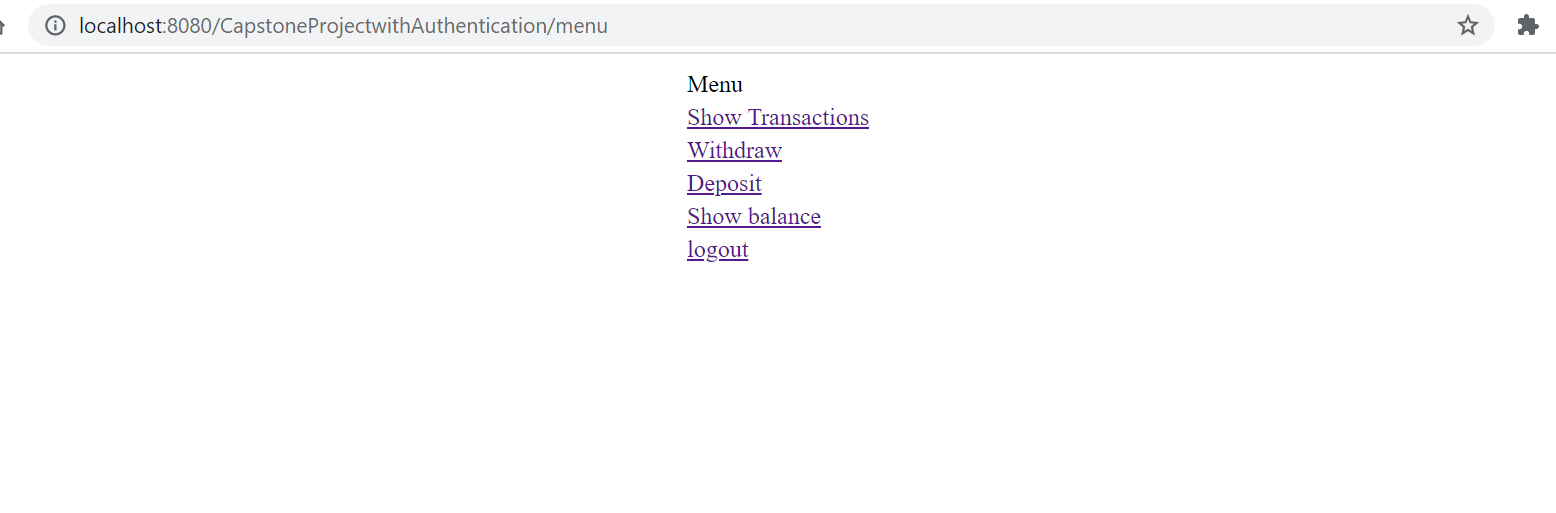 localhost:8080/CapstoneProjectwithAuthentication/menu
Menu
Show Transactions
Withdraw
Deposit
Show balance
logout